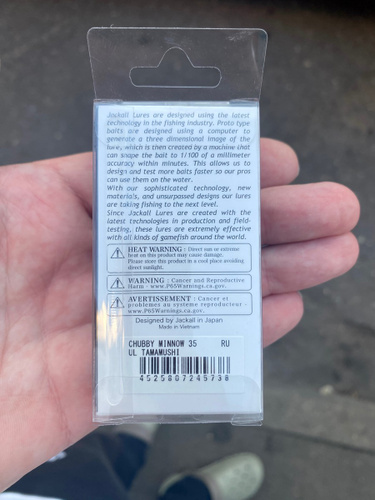 Jackall Lures are designed using the latest
technology in the fishing industry. Proto type
baits are designed using a computer to
generate a three dimensional image of the
lure, which is then created by a machine that
can shape the bait to 1/100 of a millimeter
accuracy within minutes. This allows us to
design and test more baits faster so our pros
can use them on the water.
With our sophisticated technology, new
materials, and unsurpassed designs our lures
are taking fishing to the next level.
Since Jackall Lures are created with the
latest technologies in production and field-
testing, these lures are extremely effective
with all kinds of gamefish around the world.
HEAT WARNING : Direct sun or extreme
heat on this product may cause damage.
Please store this product in a cool place avoiding
direct sunlight.
WARNING : Cancer and Reproductive
Harm - www.P65Warnings.ca.gov.
AVERTISSEMENT : Cancer et
problèmes au système reproducteur -
www.P65Warnings.ca.gov.
Designed by Jackall in Japan
Made in Vietnam
CHUBBY MINNOW 35 RU
UL TAMAMUSHI
4525807245738